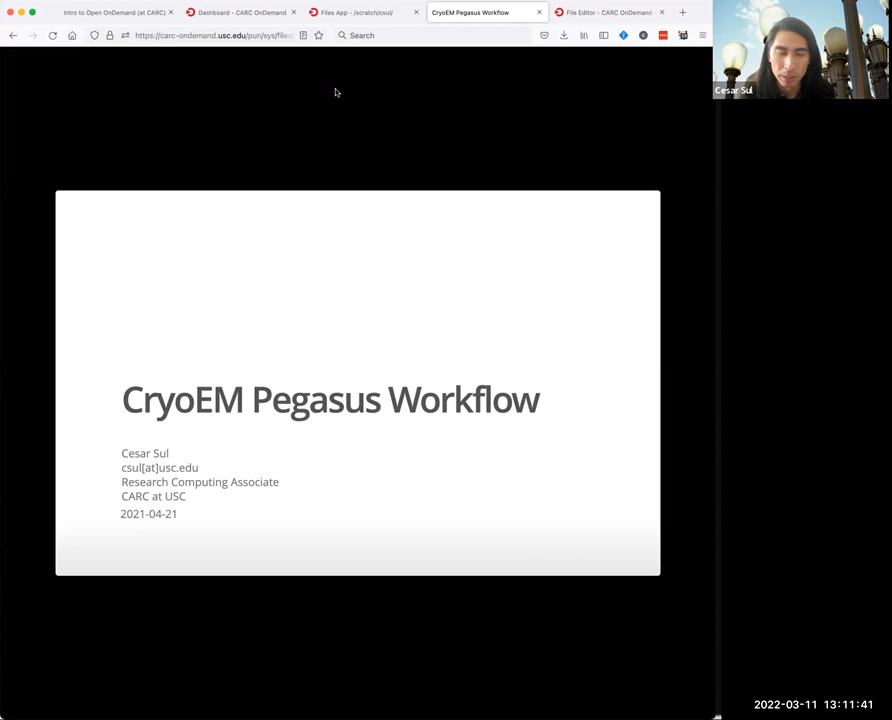 Intro to Open OnDemand (at CARC)
Dashboard - CARC OnDemand
Files App - /scratch/csul/
CryoEM Pegasus Workflow
File Editor - CARC OnDemand
https://carc-ondemand.usc.edu/pun/sys/files
Search
Cesar Sul
CryoEM Pegasus Workflow
Cesar Sul
csul[at]usc.edu
Research Computing Associate
CARC at USC
2021-04-21
2022-03-11 13:11:41